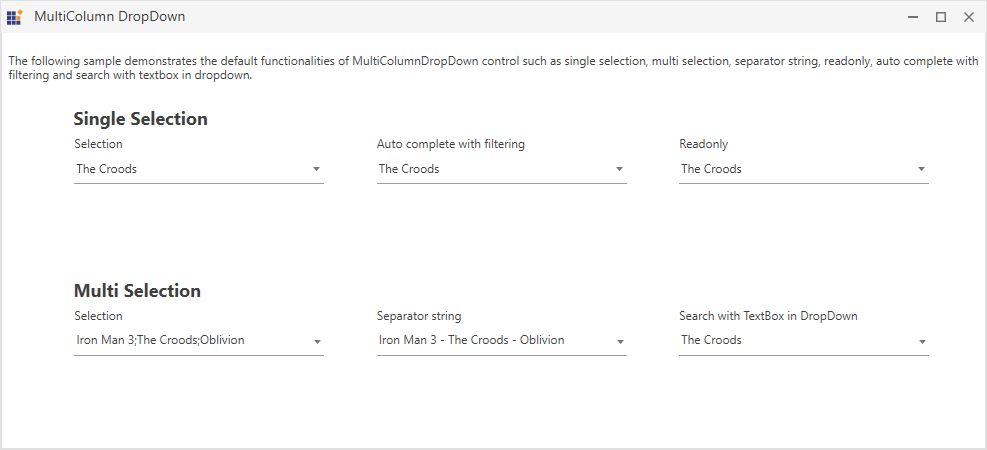 MultiColumn DropDown
The following sample demonstrates the default functionalities of MultiColumnDropDown control such as single selection, multi selection, separator string, readonly, auto complete with
filtering and search with textbox in dropdown.
Single Selection
Selection
Auto complete with filtering
Readonly
The Croods
The Croods
The Croods
Multi Selection
Selection
Separator string
Search with TextBox in DropDown
Iron Man 3;The Croods;Oblivion
Iron Man 3 - The Croods - Oblivion
The Croods